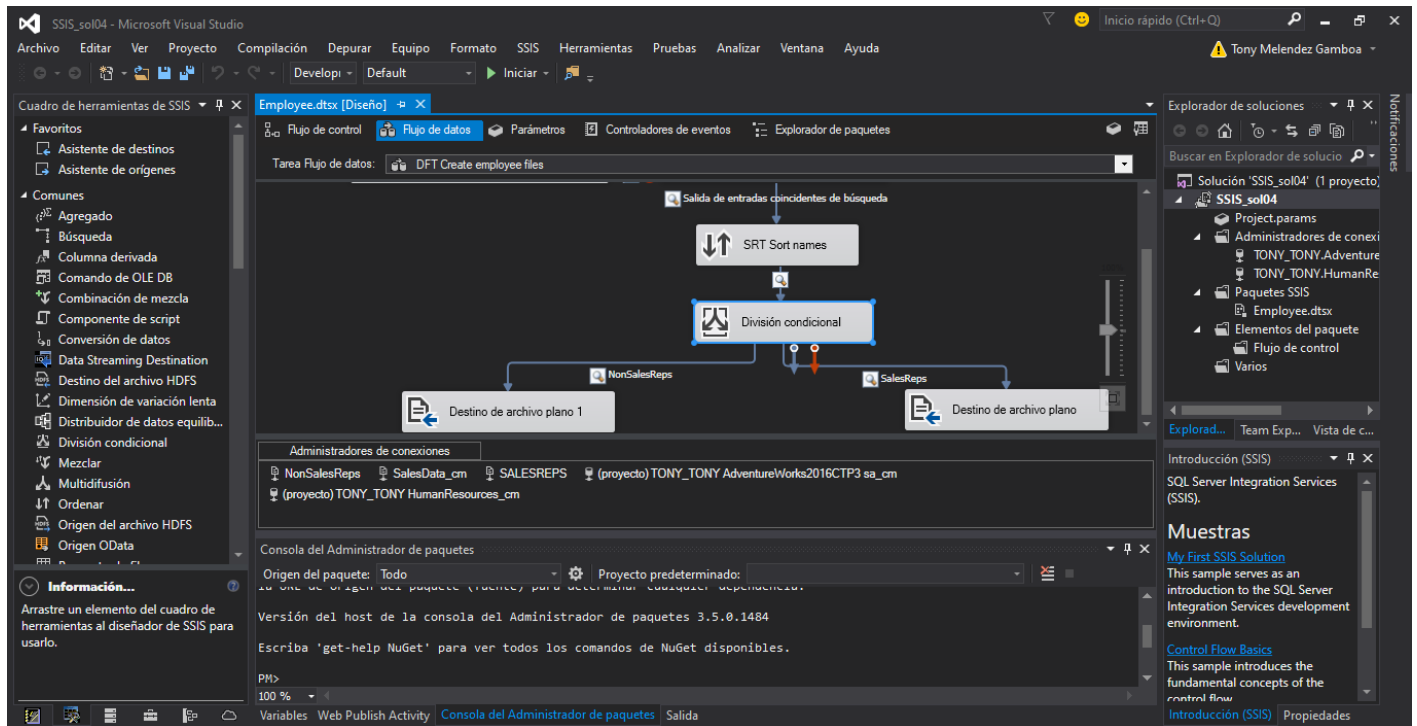 SSIS_sol04 - Microsoft Visual Studio
Inicio rápido (Ctrl+Q)
Archivo Editar Ver Proyecto Compilación Depurar Equipo Formato SSIS Herramientas Pruebas Analizar Ventana Ayuda
Tony Melendez Gamboa
Developi Default Iniciar
Cuadro de herramientas de SSIS
Favoritos
Asistente de destinos
Asistente de orígenes
Comunes
Agregado
Búsqueda
Columna derivada
Comando de OLE DB
Combinación de mezcla
Componente de script
Conversión de datos
Data Streaming Destination
Destino del archivo HDFS
Dimensión de variación lenta
Distribuidor de datos equilib...
División condicional
Mezclar
Multidifusión
Ordenar
Origen del archivo HDFS
Origen OData
Información...
Arrastre un elemento del cuadro de
herramientas al diseñador de SSIS para
usarlo.
Employee.dtsx [Diseño]
Flujo de control Flujo de datos Parámetros Controladores de eventos Explorador de paquetes
Tarea Flujo de datos: DFT Create employee files
Salida de entradas coincidentes de búsqueda
SRT Sort names
División condicional
NonSalesReps
SalesReps
Destino de archivo plano 1
Destino de archivo plano
Administradores de conexiones
NonSalesReps SalesData_cm SALESREPS (proyecto) TONY_TONY AdventureWorks2016CTP3 sa_cm
(proyecto) TONY_TONY HumanResources_cm
Consola del Administrador de paquetes
Origen del paquete: Todo Proyecto predeterminado:
la URL de origen del paquete (fuente) para determinar cualquier dependencia.
Versión del host de la consola del Administrador de paquetes 3.5.0.1484
Escriba 'get-help NuGet' para ver todos los comandos de NuGet disponibles.
PM>
100 %
Variables Web Publish Activity Consola del Administrador de paquetes Salida
Explorador de soluciones
Buscar en Explorador de solucio
Solución 'SSIS_sol04' (1 proyecto)
SSIS_sol04
Project.params
Administradores de conexi
TONY_TONY.Adventure
TONY_TONY.HumanRe
Paquetes SSIS
Employee.dtsx
Elementos del paquete
Flujo de control
Varios
Explorad... Team Exp... Vista de c...
Introducción (SSIS)
SQL Server Integration Services
(SSIS).
Muestras
My First SSIS Solution
This sample serves as an
introduction to the SQL Server
Integration Services development
environment.
Control Flow Basics
This sample introduces the
fundamental concepts of the
control flow
Introducción (SSIS) Propiedades
Notificaciones